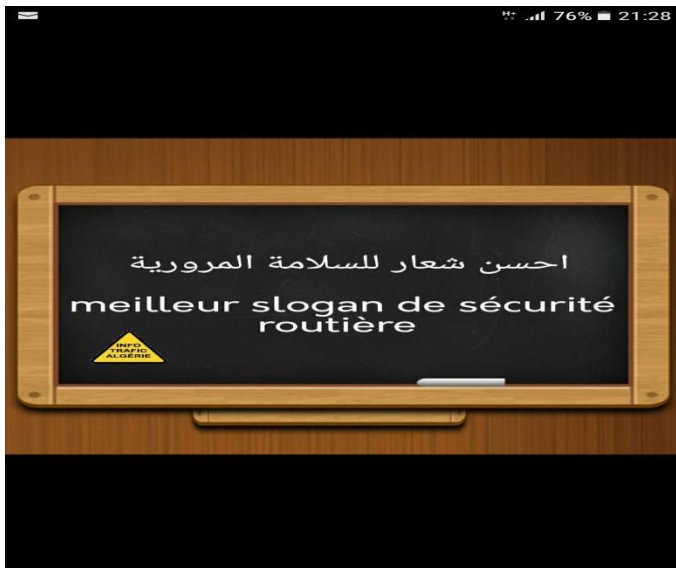 H+ 76% 21:28
احسن شعار للسلامة المرورية
meilleur slogan de sécurité
routière
INFO
TRAFIC
ALGÉRIE